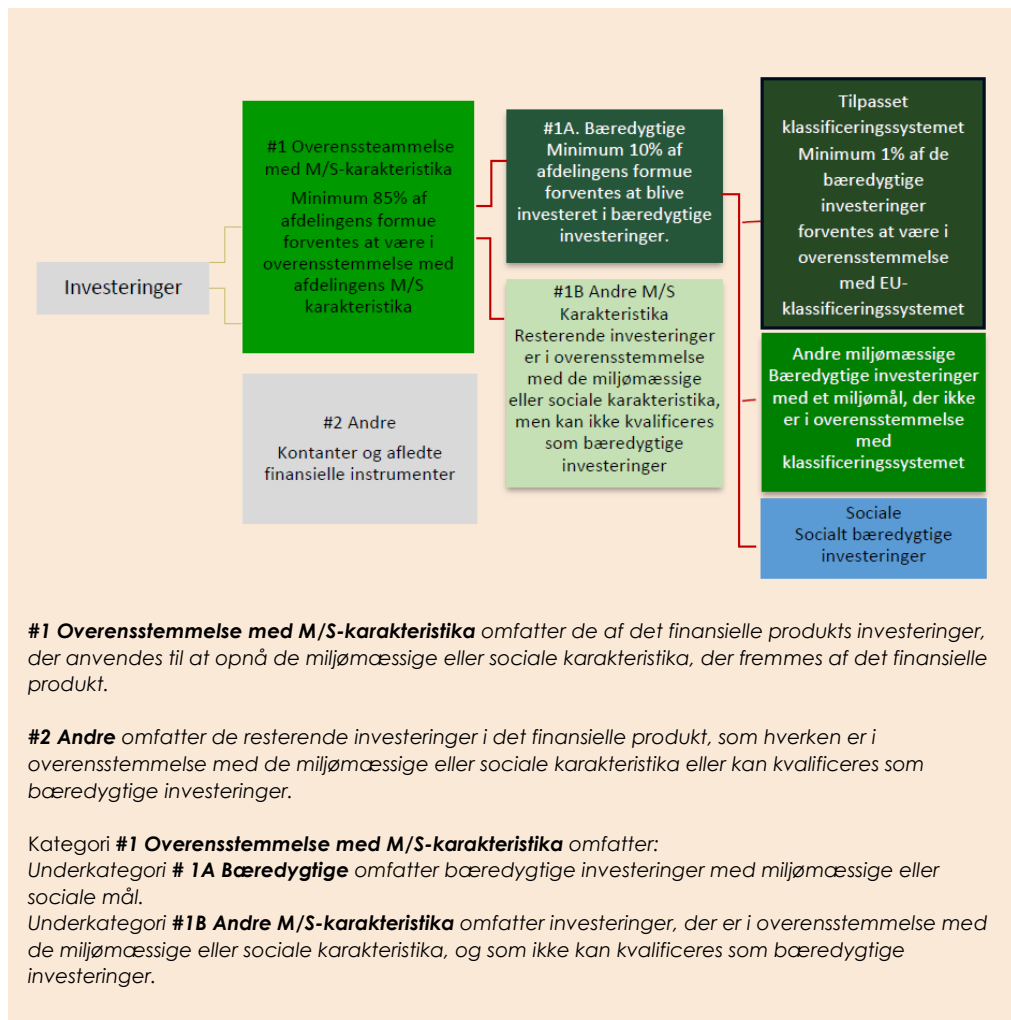 Investeringer
#1 Overenssteammelse
med M/S-karakteristika
Minimum 85% af
afdelingens formue
forventes at være i
overensstemmelse med
afdelingens M/S
karakteristika
#2 Andre
Kontanter og afledte
finansielle instrumenter
#1A. Bæredygtige
Minimum 10% af
afdelingens formue
forventes at blive
investeret i bæredygtige
investeringer.
#1B Andre M/S
Karakteristika
Resterende investeringer
er i overensstemmelse
med de miljømæssige
eller sociale karakteristika,
men kan ikke kvalificeres
som bæredygtige
investeringer
Tilpasset
klassificeringssystemet
Minimum 1% af de
bæredygtige
investeringer
forventes at være i
overensstemmelse
med EU-
klassificeringssystemet
Andre miljømæssige
Bæredygtige investeringer
med et miljømål, der ikke
er i overensstemmelse
med
klassificeringssystemet
Sociale
Socialt bæredygtige
investeringer
#1 Overensstemmelse med M/S-karakteristika omfatter de af det finansielle produkts investeringer,
der anvendes til at opnå de miljømæssige eller sociale karakteristika, der fremmes af det finansielle
produkt.
#2 Andre omfatter de resterende investeringer i det finansielle produkt, som hverken er i
overensstemmelse med de miljømæssige eller sociale karakteristika eller kan kvalificeres som
bæredygtige investeringer.
Kategori #1 Overensstemmelse med M/S-karakteristika omfatter:
Underkategori # 1A Bæredygtige omfatter bæredygtige investeringer med miljømæssige eller
sociale mål.
Underkategori #1B Andre M/S-karakteristika omfatter investeringer, der er i overensstemmelse med
de miljømæssige eller sociale karakteristika, og som ikke kan kvalificeres som bæredygtige
investeringer.